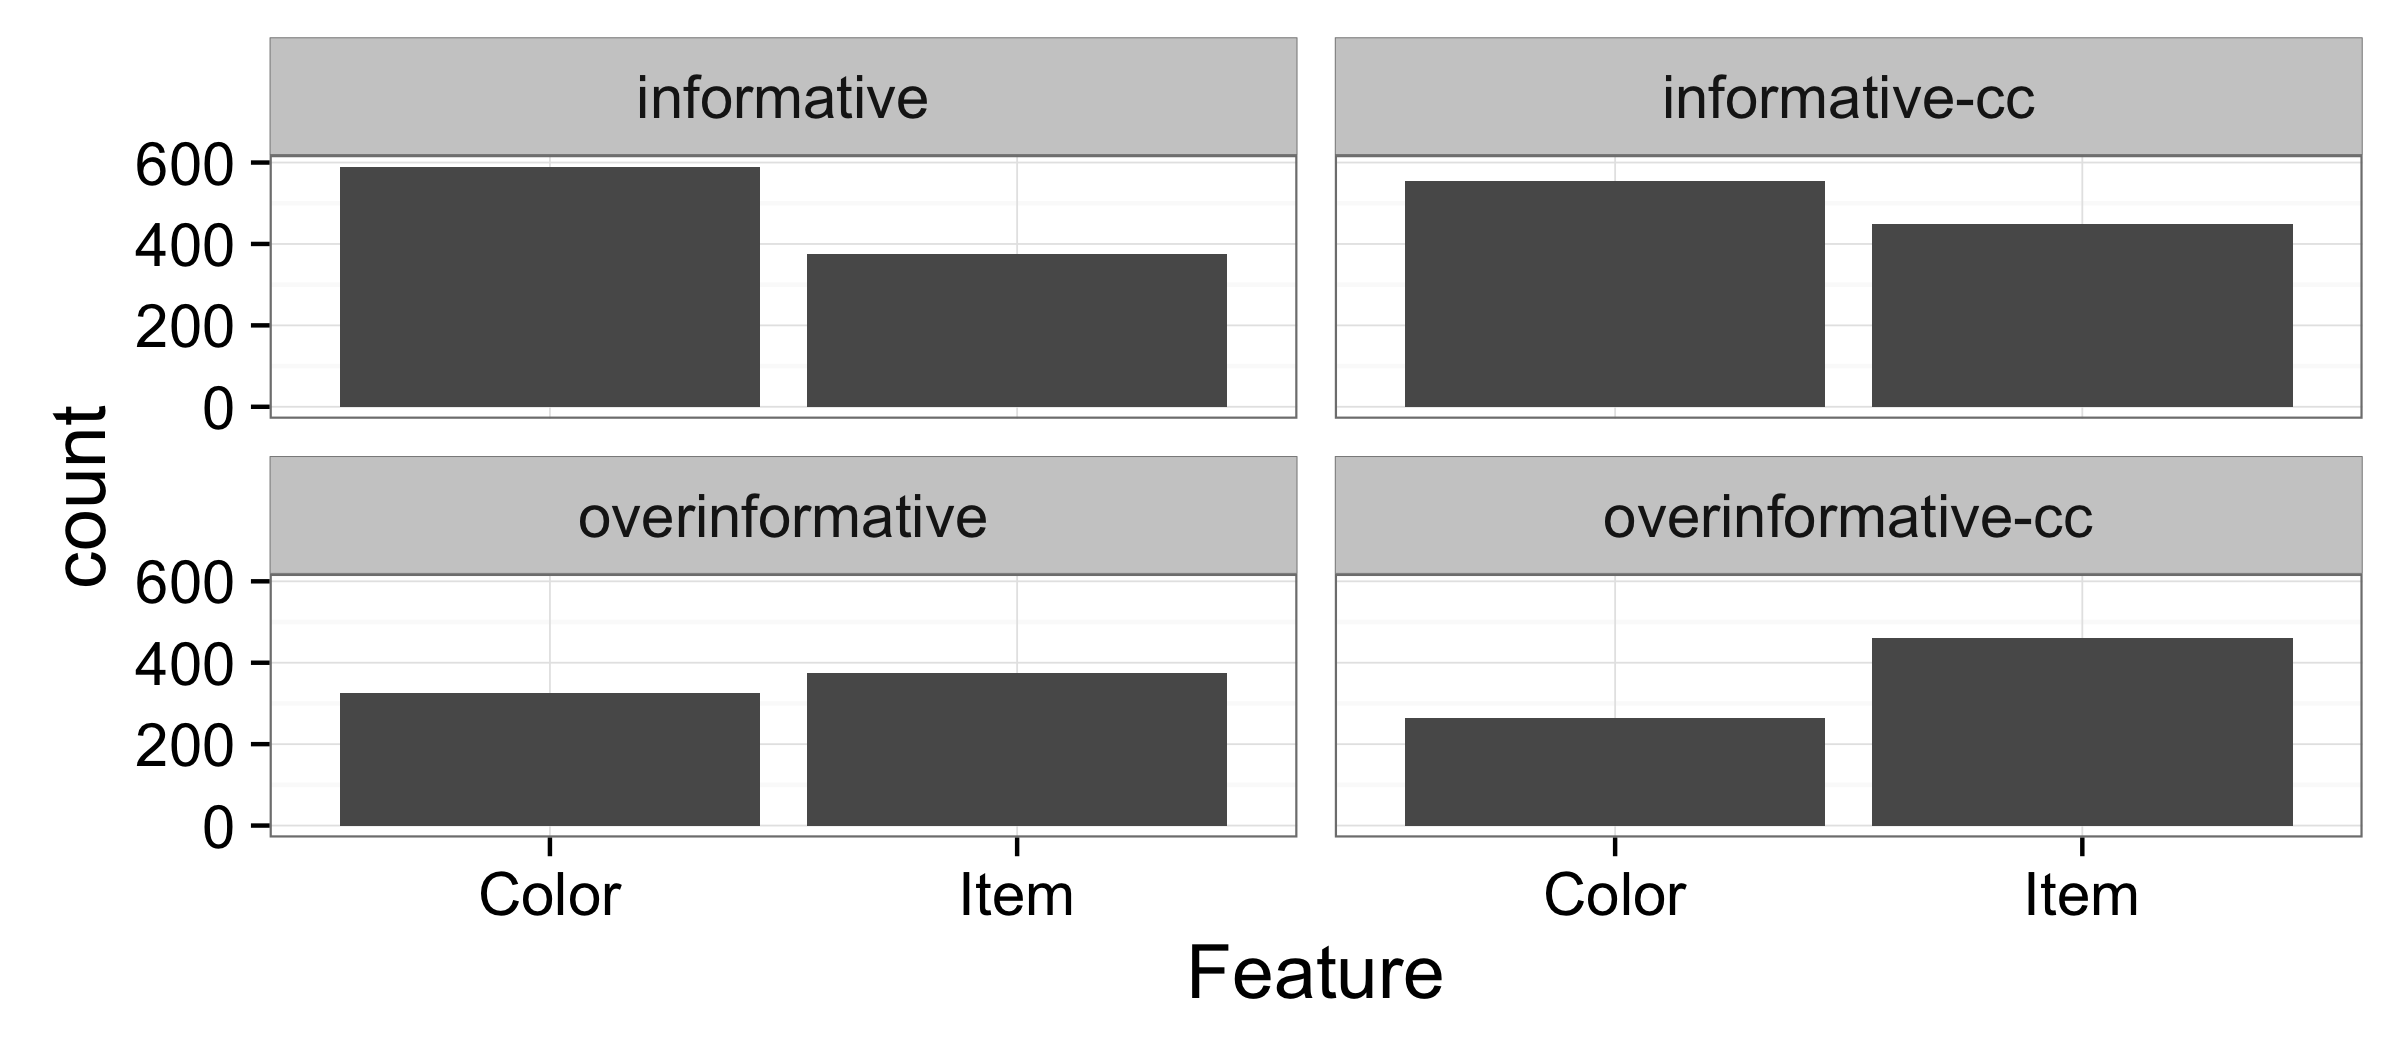 informative
informative-cc
600
400
200
0
overinformative
overinformative-cc
600
400
200
0
count
Color
Item
Color
Item
Feature